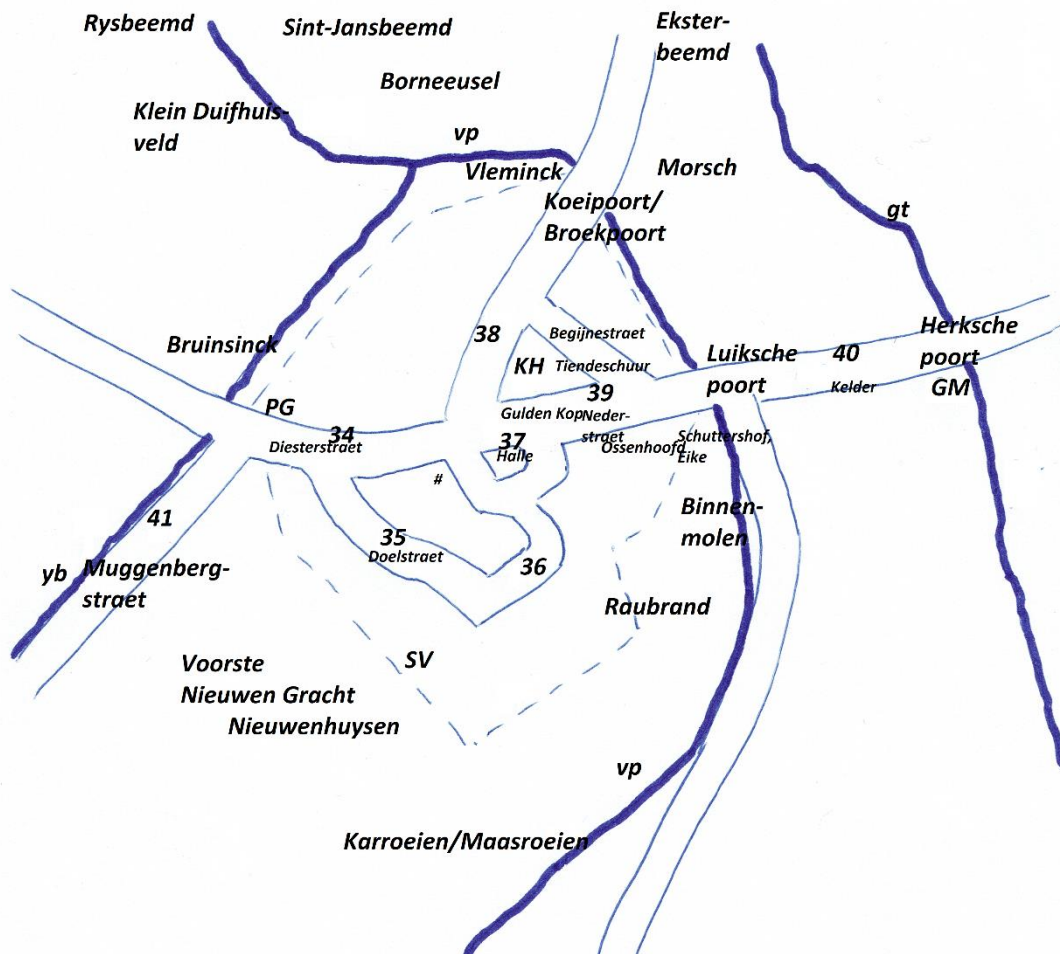 Rysbeemd
Sint-Jansbeemd
Ekster-
beemd
Borneeusel
Klein Duifhuis-
veld
vp
Vleminck
Morsch
Koeipoort/
Broekpoort
gt
Bruinsinck
38
Begijnestraet
KH
Tiendeschuur
Luiksche
poort
40
Herksche
poort
Kelder
GM
39
PG
Gulden Kop
Neder-
straet
34
Diesterstraet
37
Halle
Ossenhoofd
Schuttershof,
Eike
#
Binnen-
molen
41
35
Doelstraet
36
yb
Muggenberg-
straet
Raubrand
SV
Voorste
Nieuwen Gracht
Nieuwenhuysen
vp
Karroeien/Maasroeien